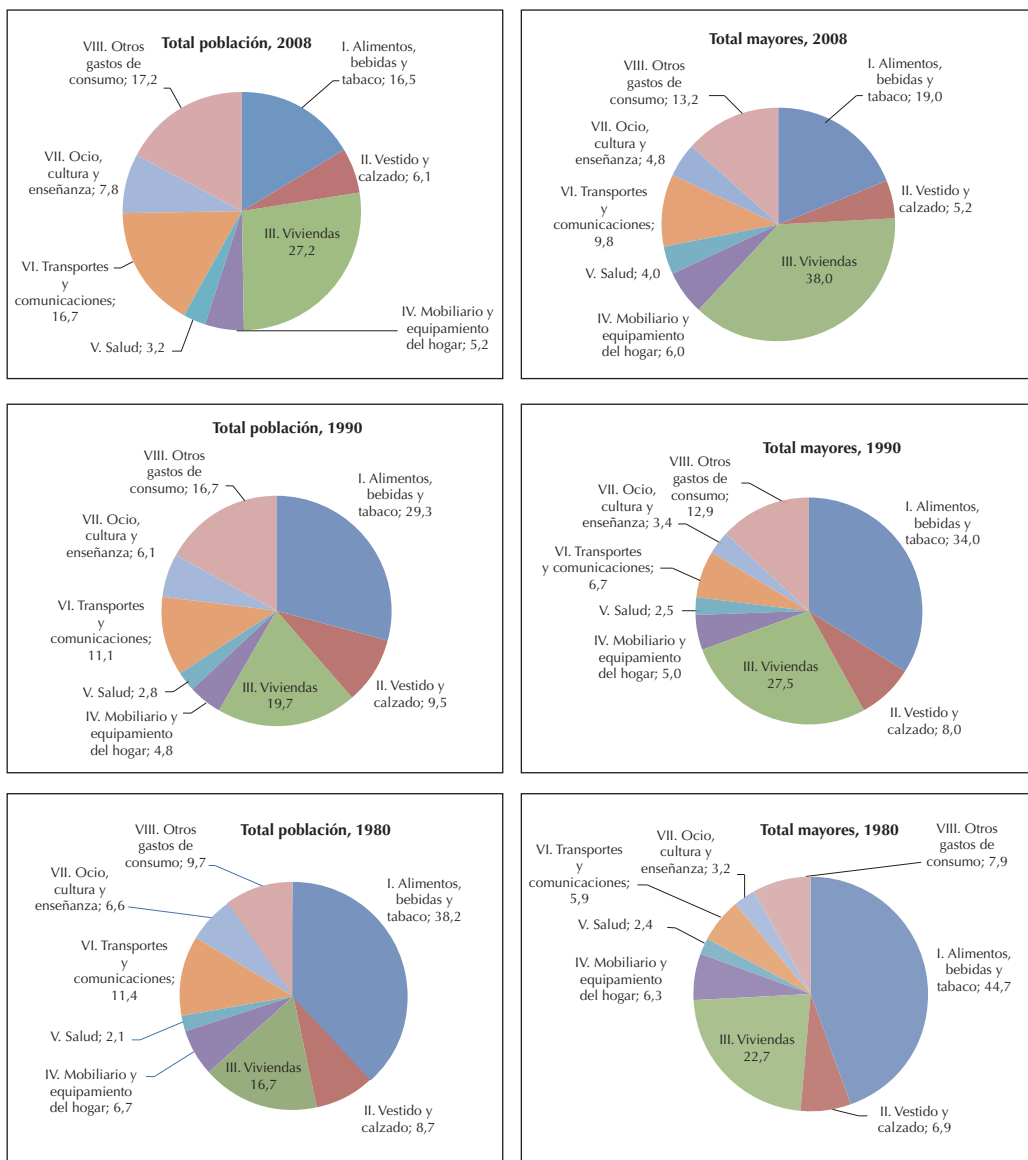 Total población, 2008
VIII. Otros
gastos de
consumo; 17,2
I. Alimentos,
bebidas y
tabaco; 16,5
VII. Ocio,
cultura y
enseñanza; 7,8
II. Vestido y
calzado; 6,1
III. Viviendas
27,2
VI. Transportes
y
comunicaciones;
16,7
IV. Mobiliario y
equipamiento
del hogar; 5,2
V. Salud; 3,2
Total mayores, 2008
VIII. Otros
gastos de
consumo; 13,2
I. Alimentos,
bebidas y
tabaco; 19,0
VII. Ocio,
cultura y
enseñanza; 4,8
II. Vestido y
calzado; 5,2
VI. Transportes
y
comunicaciones;
9,8
III. Viviendas
38,0
V. Salud; 4,0
IV. Mobiliario y
equipamiento
del hogar; 6,0
Total población, 1990
VIII. Otros
gastos de
consumo; 16,7
I. Alimentos,
bebidas y
tabaco; 29,3
VII. Ocio,
cultura y
enseñanza; 6,1
VI. Transportes
y
comunicaciones;
11,1
V. Salud; 2,8
III. Viviendas
19,7
II. Vestido y
calzado; 9,5
IV. Mobiliario y
equipamiento
del hogar; 4,8
Total mayores, 1990
VIII. Otros
gastos de
consumo;
12,9
VII. Ocio,
cultura y
enseñanza; 3,4
I. Alimentos,
bebidas y
tabaco; 34,0
VI. Transportes
y comunicaciones;
6,7
V. Salud; 2,5
IV. Mobiliario y
equipamiento
del hogar; 5,0
III. Viviendas
27,5
II. Vestido y
calzado; 8,0
Total población, 1980
VIII. Otros
gastos de
consumo; 9,7
VII. Ocio,
cultura y
enseñanza; 6,6
I. Alimentos,
bebidas y
tabaco; 38,2
VI. Transportes
y
comunicaciones;
11,4
V. Salud; 2,1
IV. Mobiliario y
equipamiento
del hogar;
6,7
III. Viviendas
16,7
II. Vestido y
calzado; 8,7
Total mayores, 1980
VIII. Otros
gastos de
consumo; 7,9
VII. Ocio,
cultura y
enseñanza;
3,2
VI. Transportes
y
comunicaciones;
5,9
V. Salud; 2,4
IV. Mobiliario y
equipamiento
del hogar; 6,3
I. Alimentos,
bebidas y
tabaco; 44,7
III. Viviendas
22,7
II. Vestido y
calzado; 6,9